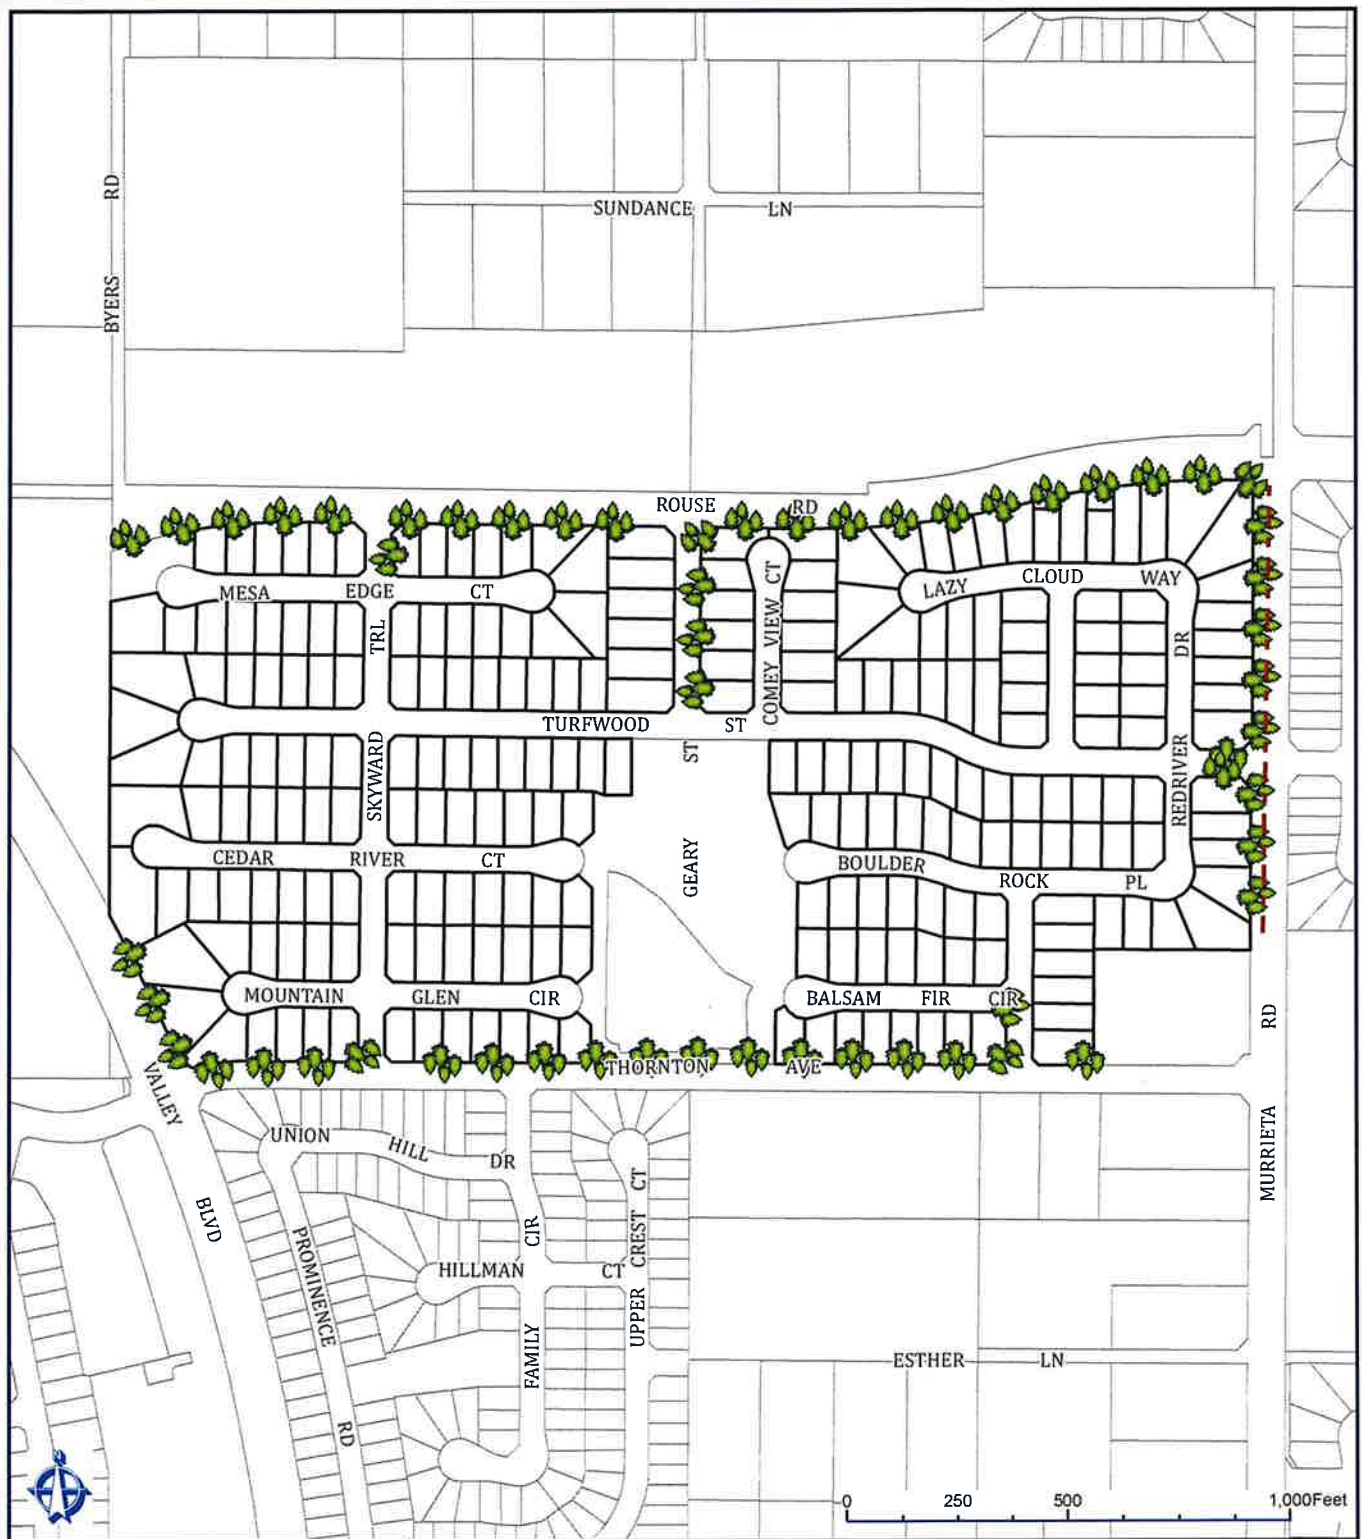 BYERS RD
SUNDANCE LN
ROUSE RD
MESA EDGE CT
COMEY VIEW CT
LAZY CLOUD WAY
SKYWARD TRL
TURFWOOD ST
REDRIVER DR
GEARY ST
CEDAR RIVER CT
BOULDER ROCK PL
MOUNTAIN GLEN CIR
BALSAM FIR CIR
THORNTON AVE
MURRIETA RD
VALLEY BLVD
UNION HILL DR
PROMINENCE RD
HILLMAN CT
FAMILY CIR
UPPER CREST CT
ESTHER LN
0 250 500 1,000Feet